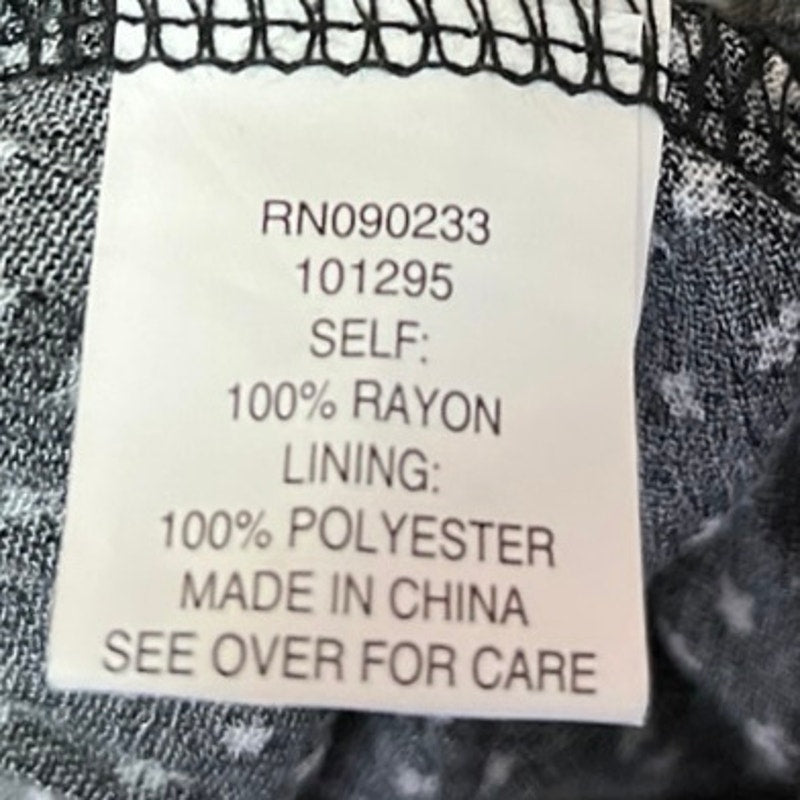 RN090233
101295
SELF:
100% RAYON
LINING:
100% POLYESTER
MADE IN CHINA
SEE OVER FOR CARE